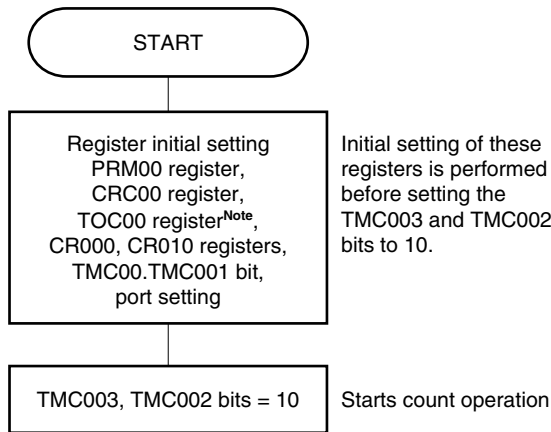 START
Register initial setting
PRM00 register,
CRC00 register,
TOC00 registerNote,
CR000, CR010 registers,
TMC00.TMC001 bit,
port setting
Initial setting of these
registers is performed
before setting the
TMC003 and TMC002
bits to 10.
TMC003, TMC002 bits = 10
Starts count operation